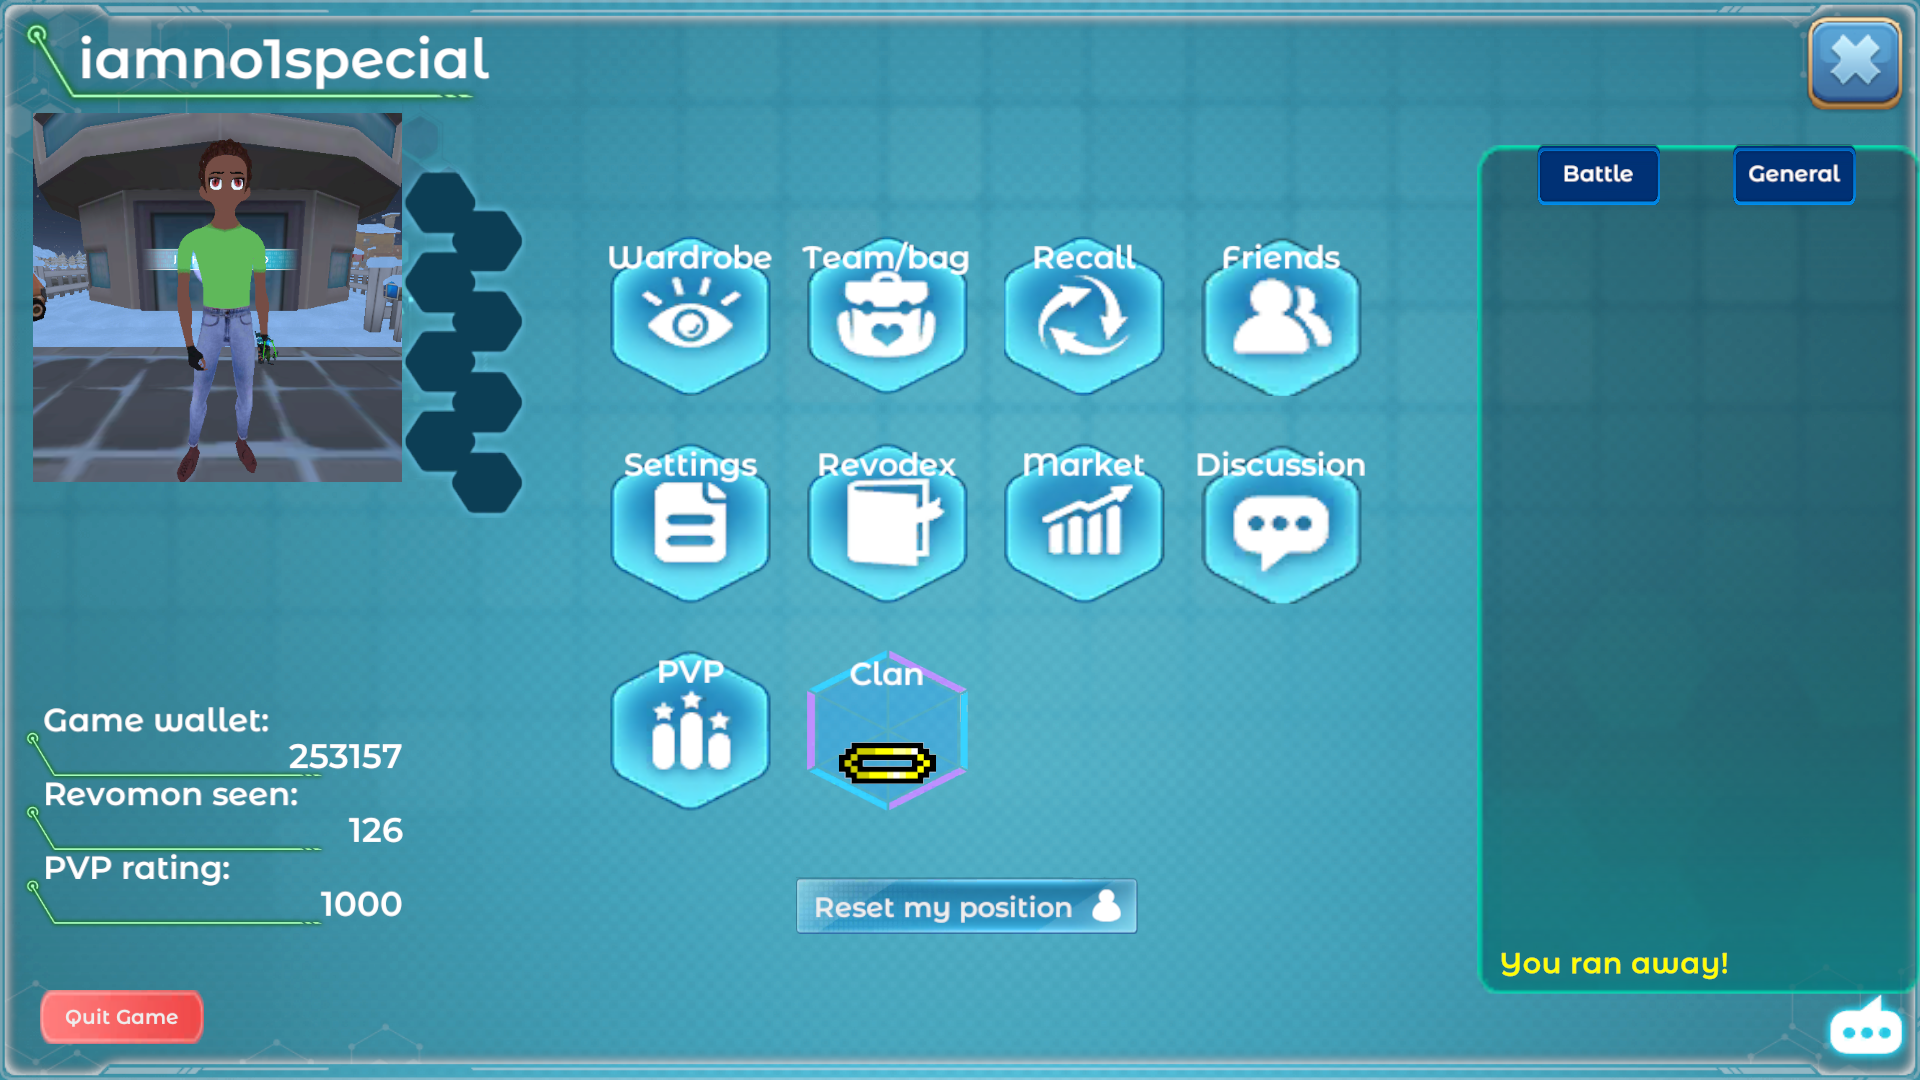 iamno1special
Battle
General
Wardrobe
Team/bag
Recall
Friends
Settings
Revodex
Market
Discussion
PVP
Clan
Game wallet:
253157
Revomon seen:
126
PVP rating:
1000
Reset my position
You ran away!
Quit Game